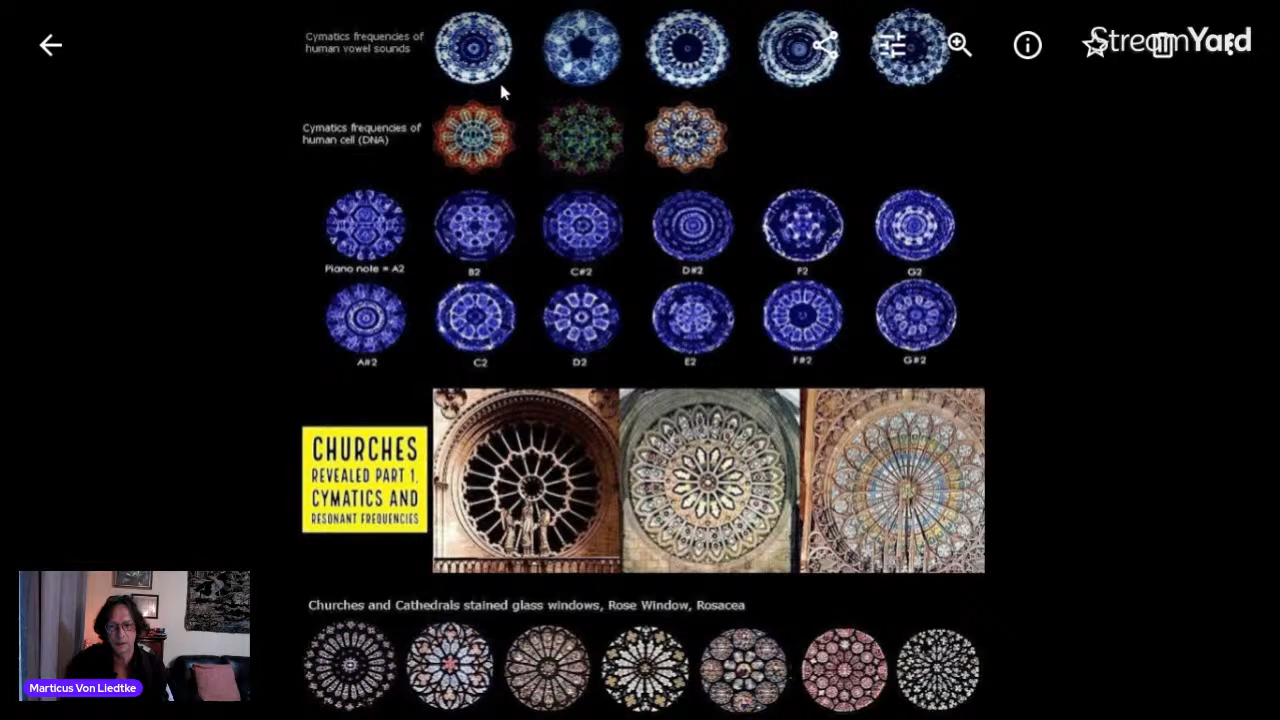 StreamYard
Cymatics frequencies of
human vowel sounds
Cymatics frequencies of
human cell (DNA)
Piano note = A2
B2
C#2
D#2
F2
G2
A#2
C2
D2
E2
F#2
G#2
CHURCHES
REVEALED PART 1,
CYMATICS AND
RESONANT FREQUENCIES
Churches and Cathedrals stained glass windows, Rose Window, Rosacea
Marticus Von Liedtke